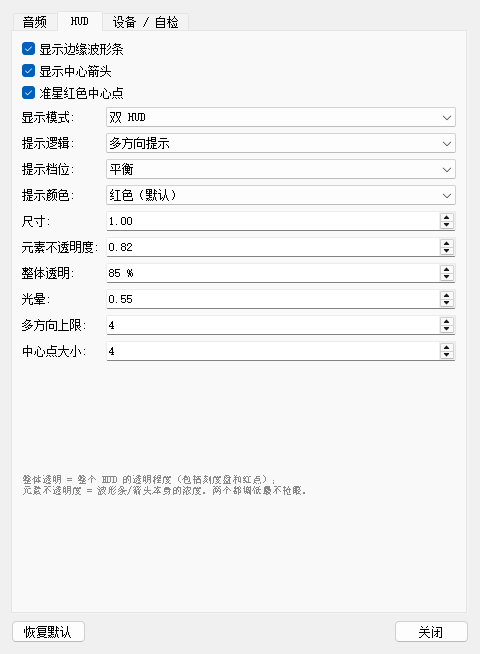 音频 HUD 设备 / 自检
显示边缘波形条
显示中心箭头
准星红色中心点
显示模式: 双 HUD
提示逻辑: 多方向提示
提示档位: 平衡
提示颜色: 红色（默认）
尺寸: 1.00
元素不透明度: 0.82
整体透明: 85 %
光晕: 0.55
多方向上限: 4
中心点大小: 4
整体透明 = 整个 HUD 的透明程度（包括刻度盘和红点）；
元素不透明度 = 波形条/箭头本身的浓度。两个都调低最不抢眼。
恢复默认 关闭